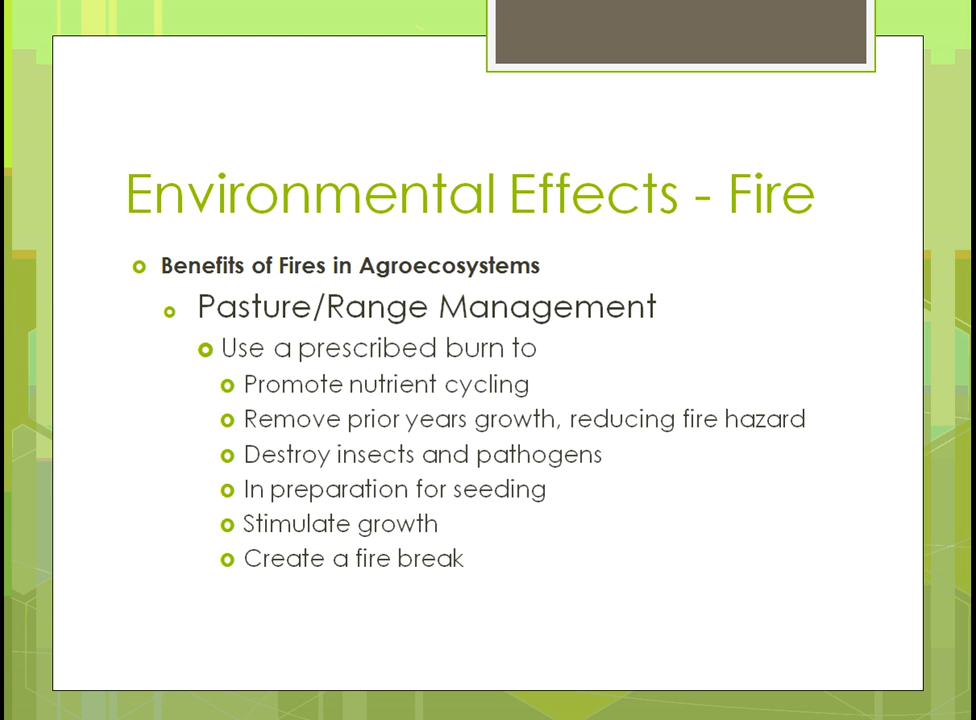 Environmental Effects - Fire
Benefits of Fires in Agroecosystems
Pasture/Range Management
Use a prescribed burn to
Promote nutrient cycling
Remove prior years growth, reducing fire hazard
Destroy insects and pathogens
In preparation for seeding
Stimulate growth
Create a fire break